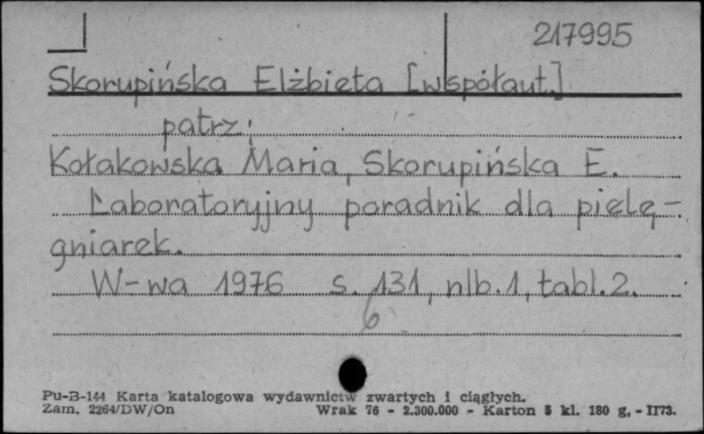 217995
Skorupińska Elżbieta [współaut.]
patrz:
Kołakowska Maria, Skorupińska E.
Laboratoryjny poradnik dla pielę-
gniarek.
W-wa 1976 s. 131, nlb. 1, tabl. 2.
6
Pu-B-144 Karta katalogowa wydawnictw zwartych i ciągłych.
Zam. 2264/DW/On Wrak 76 - 2.300.000 - Karton 5 kl. 180 g. - II73.